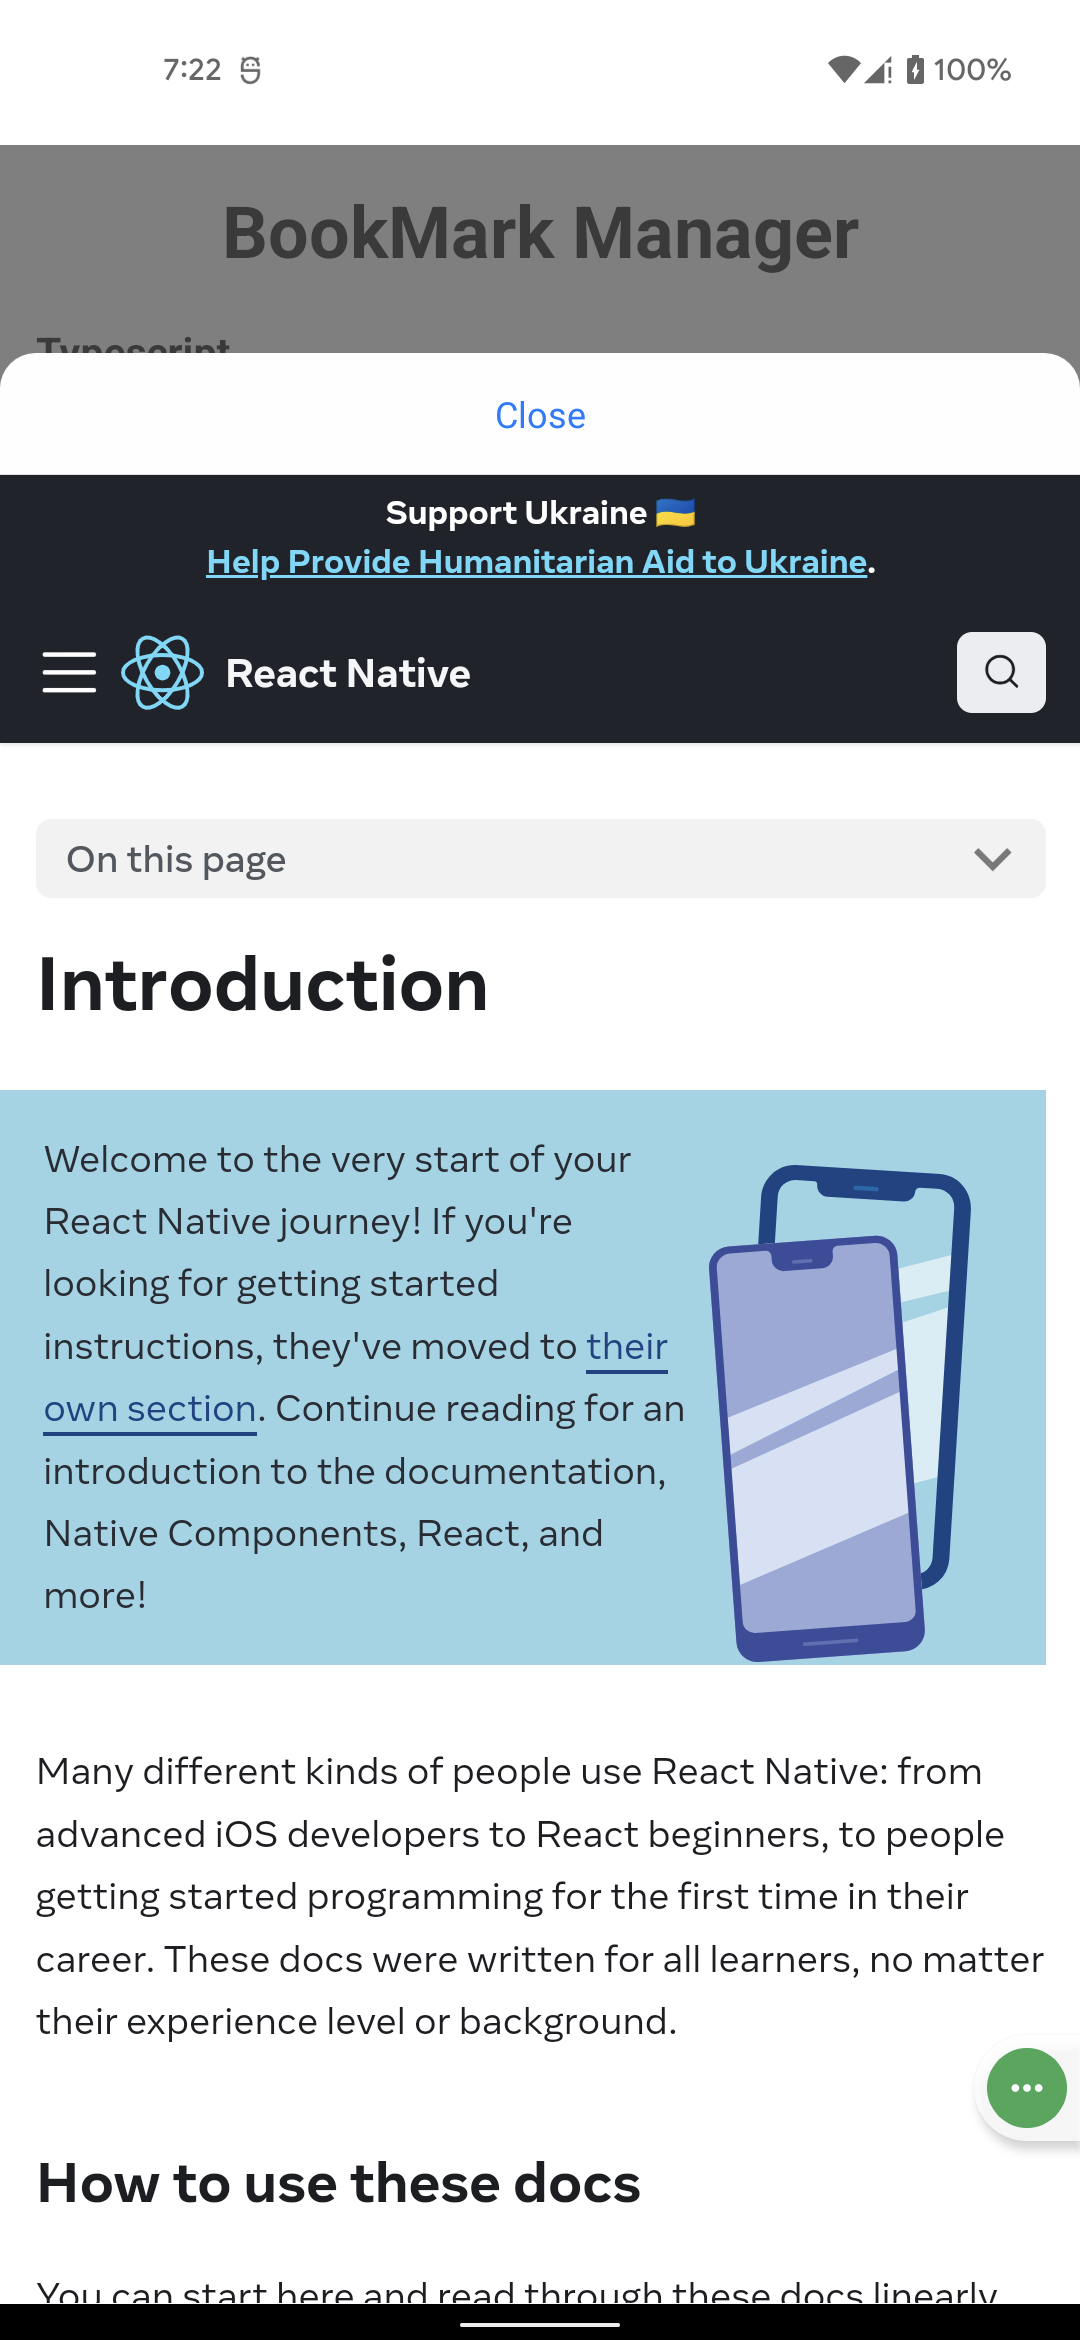 7:22
100%
BookMark Manager
Typescript
Close
Support Ukraine 🇺🇦
Help Provide Humanitarian Aid to Ukraine.
React Native
On this page
Introduction
Welcome to the very start of your
React Native journey! If you're
looking for getting started
instructions, they've moved to their
own section. Continue reading for an
introduction to the documentation,
Native Components, React, and
more!
Many different kinds of people use React Native: from
advanced iOS developers to React beginners, to people
getting started programming for the first time in their
career. These docs were written for all learners, no matter
their experience level or background.
How to use these docs
You can start here and read through these docs linearly